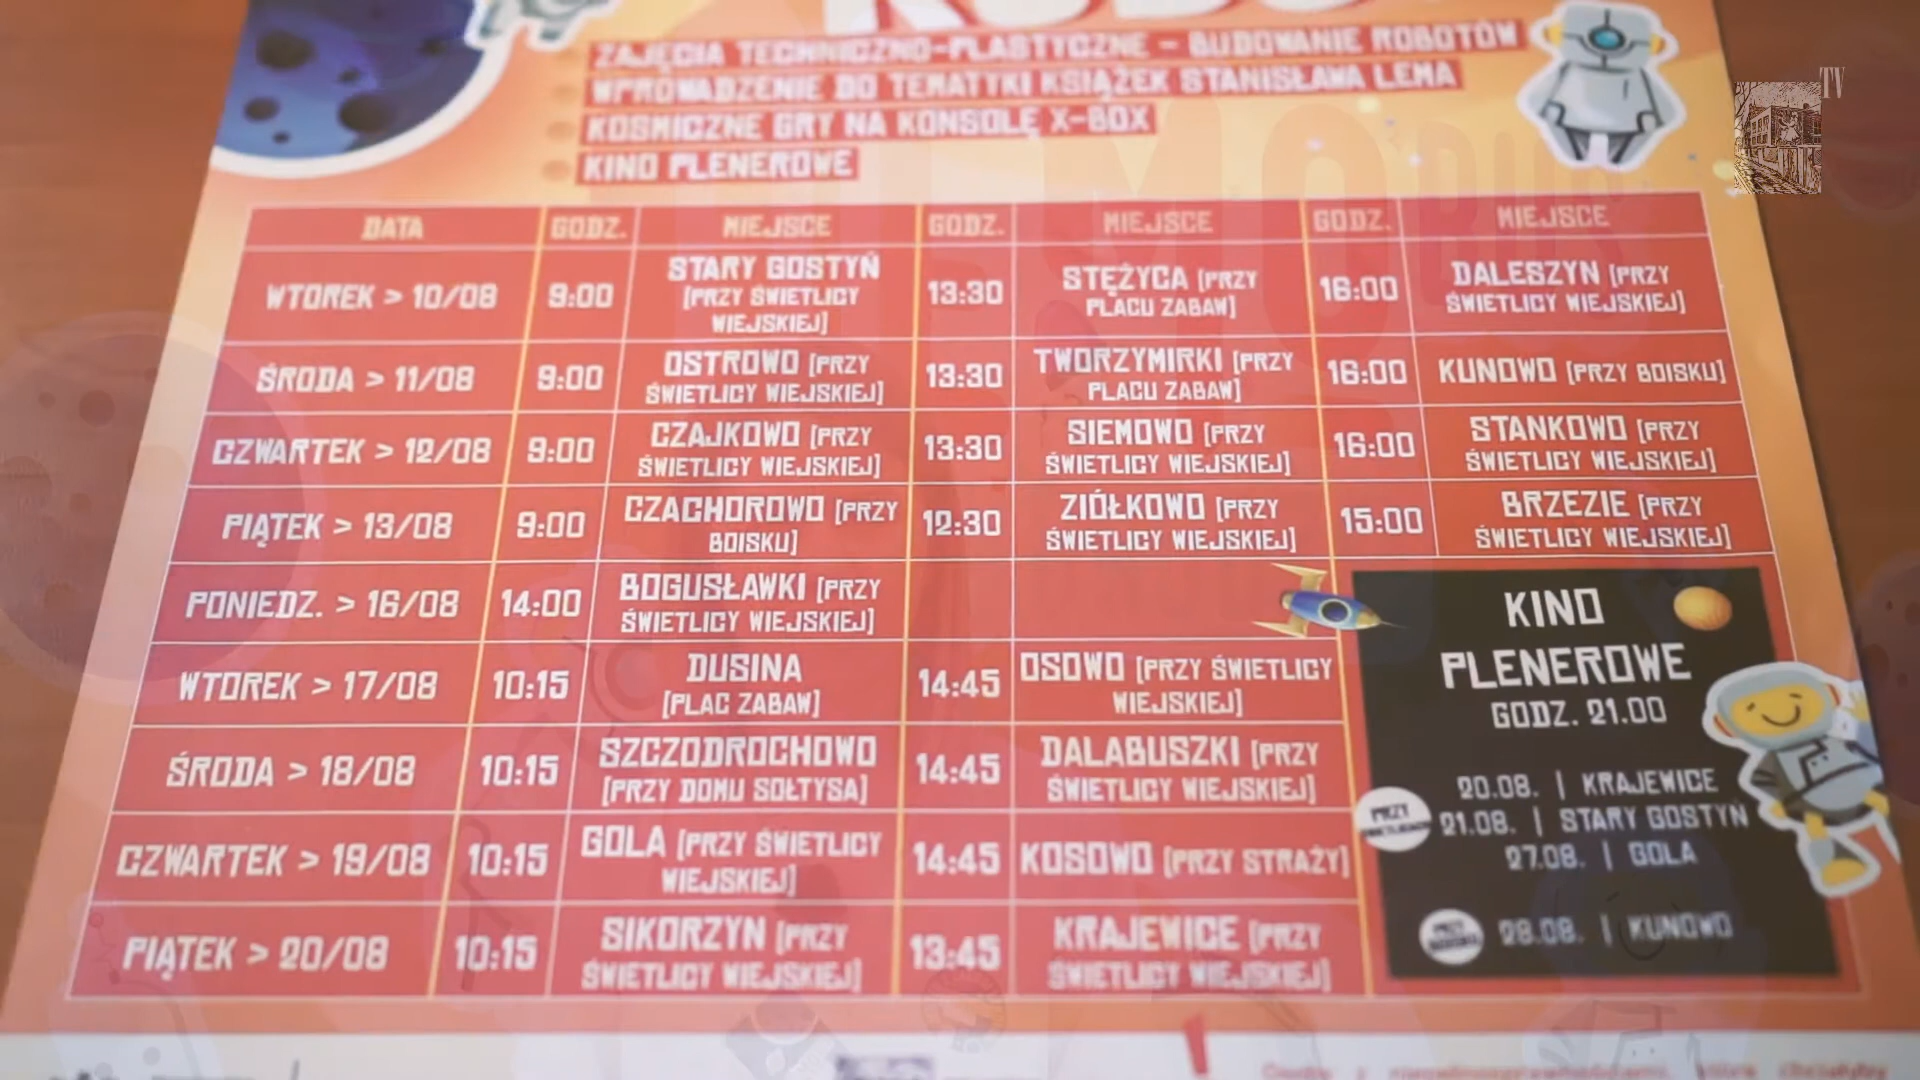 ZAJĘCIA TECHNICZNO-PLASTYCZNE - BUDOWANIE ROBOTÓW
WPROWADZENIE DO TEMATYKI KSIĄŻEK STANISŁAWA LEMA
KOSMICZNE GRY NA KONSOLĘ X-BOX
KINO PLENEROWE
TV
DATA GODZ. MIEJSCE GODZ. MIEJSCE GODZ. MIEJSCE
WTOREK > 10/08 9:00 STARY GOSTYŃ [PRZY ŚWIETLICY WIEJSKIEJ] 13:30 STĘŻYCA [PRZY PLACU ZABAW] 16:00 DALESZYN [PRZY ŚWIETLICY WIEJSKIEJ]
ŚRODA > 11/08 9:00 OSTROWO [PRZY ŚWIETLICY WIEJSKIEJ] 13:30 TWORZYMIRKI [PRZY PLACU ZABAW] 16:00 KUNOWO [PRZY BOISKU]
CZWARTEK > 12/08 9:00 CZAJKOWO [PRZY ŚWIETLICY WIEJSKIEJ] 13:30 SIEMOWO [PRZY ŚWIETLICY WIEJSKIEJ] 16:00 STANKOWO [PRZY ŚWIETLICY WIEJSKIEJ]
PIĄTEK > 13/08 9:00 CZACHOROWO [PRZY BOISKU] 12:30 ZIÓŁKOWO [PRZY ŚWIETLICY WIEJSKIEJ] 15:00 BRZEZIE [PRZY ŚWIETLICY WIEJSKIEJ]
PONIEDZ. > 16/08 14:00 BOGUSŁAWKI [PRZY ŚWIETLICY WIEJSKIEJ]
WTOREK > 17/08 10:15 DUSINA [PLAC ZABAW] 14:45 OSOWO [PRZY ŚWIETLICY WIEJSKIEJ]
ŚRODA > 18/08 10:15 SZCZODROCHOWO [PRZY DOMU SOŁTYSA] 14:45 DALABUSZKI [PRZY ŚWIETLICY WIEJSKIEJ]
CZWARTEK > 19/08 10:15 GOLA [PRZY ŚWIETLICY WIEJSKIEJ] 14:45 KOSOWO [PRZY STRAŻY]
PIĄTEK > 20/08 10:15 SIKORZYN [PRZY ŚWIETLICY WIEJSKIEJ] 13:45 KRAJEWICE [PRZY ŚWIETLICY WIEJSKIEJ]
KINO
PLENEROWE
GODZ. 21.00
20.08. | KRAJEWICE
PRZY
21.08. | STARY GOSTYŃ
27.08. | GOLA
PRZY BOISKU 28.08. | KUNOWO